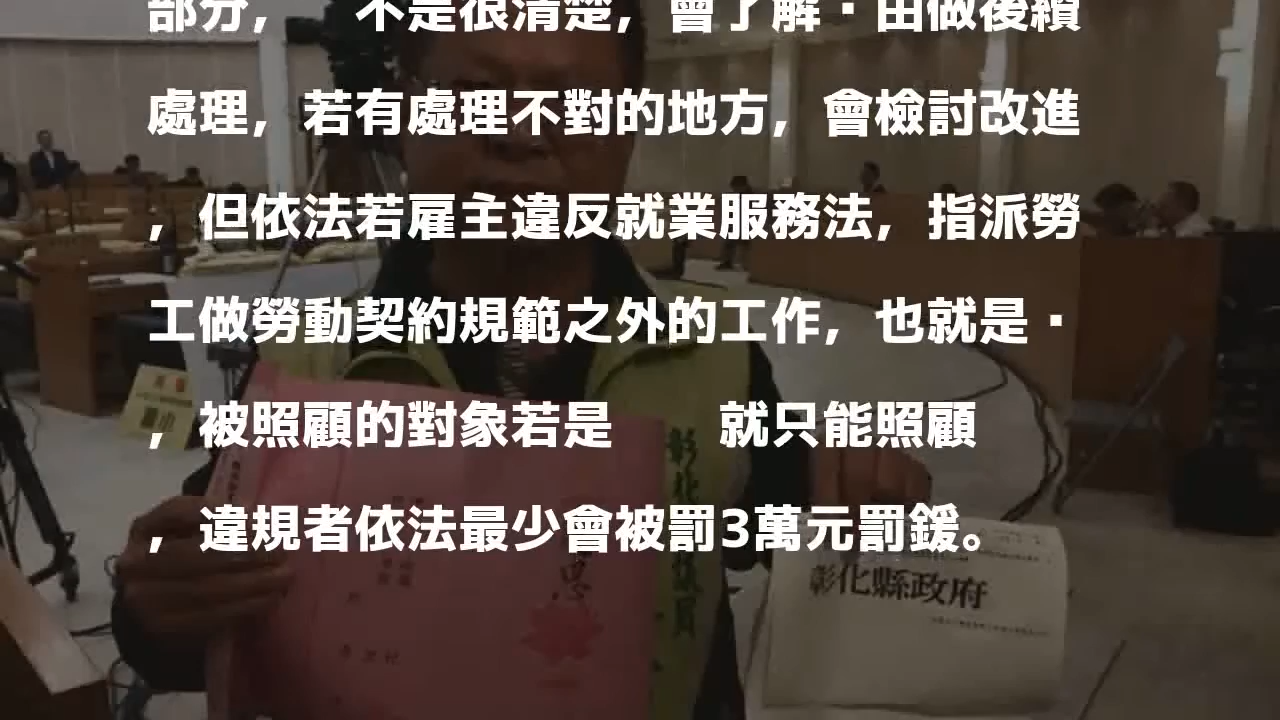 部分，　不是很清楚，會了解·由做後續
處理，若有處理不對的地方，會檢討改進
，但依法若雇主違反就業服務法，指派勞
工做勞動契約規範之外的工作，也就是·
，被照顧的對象若是　　就只能照顧
，違規者依法最少會被罰3萬元罰鍰。
彰化縣政府